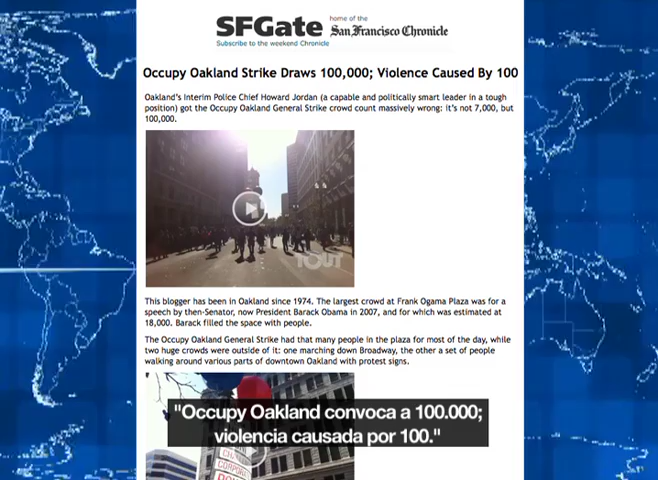 SFGate
home of the
San Francisco Chronicle
Subscribe to the weekend Chronicle
Occupy Oakland Strike Draws 100,000; Violence Caused By 100
Oakland's Interim Police Chief Howard Jordan (a capable and politically smart leader in a tough
position) got the Occupy Oakland General Strike crowd count massively wrong: it's not 7,000, but
100,000.
TOUT
This blogger has been in Oakland since 1974. The largest crowd at Frank Ogama Plaza was for a
speech by then-Senator, now President Barack Obama in 2007, and for which was estimated at
18,000. Barack filled the space with people.
The Occupy Oakland General Strike had that many people in the plaza for most of the day, while
two huge crowds were outside of it: one marching down Broadway, the other a set of people
walking around various parts of downtown Oakland with protest signs.
"Occupy Oakland convoca a 100.000;
violencia causada por 100."